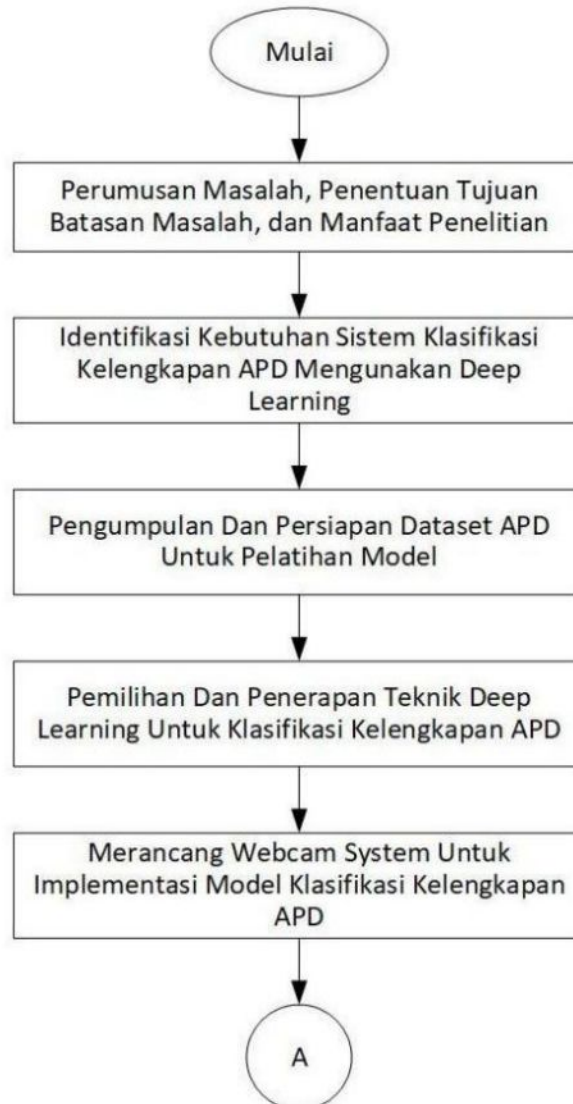 Mulai
Perumusan Masalah, Penentuan Tujuan
Batasan Masalah, dan Manfaat Penelitian
Identifikasi Kebutuhan Sistem Klasifikasi
Kelengkapan APD Mengunakan Deep
Learning
Pengumpulan Dan Persiapan Dataset APD
Untuk Pelatihan Model
Pemilihan Dan Penerapan Teknik Deep
Learning Untuk Klasifikasi Kelengkapan APD
Merancang Webcam System Untuk
Implementasi Model Klasifikasi Kelengkapan
APD
A